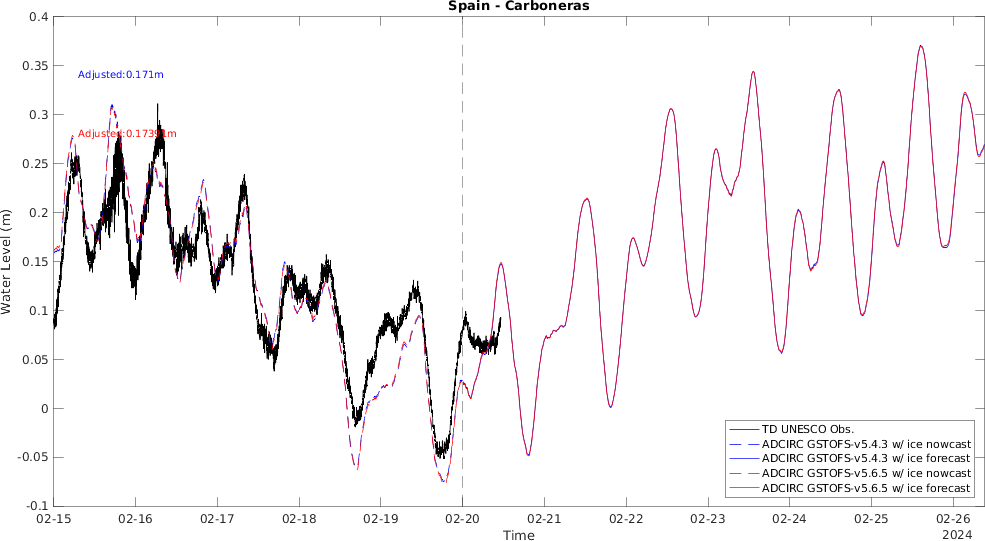 Spain - Carboneras
0.4
0.35
0.3
0.25
0.2
0.15
0.1
0.05
0
-0.05
-0.1
Water Level (m)
Adjusted:0.171m
Adjusted:0.17391m
TD UNESCO Obs.
ADCIRC GSTOFS-v5.4.3 w/ ice nowcast
ADCIRC GSTOFS-v5.4.3 w/ ice forecast
ADCIRC GSTOFS-v5.6.5 w/ ice nowcast
ADCIRC GSTOFS-v5.6.5 w/ ice forecast
02-15 02-16 02-17 02-18 02-19 02-20 02-21 02-22 02-23 02-24 02-25 02-26
Time
2024